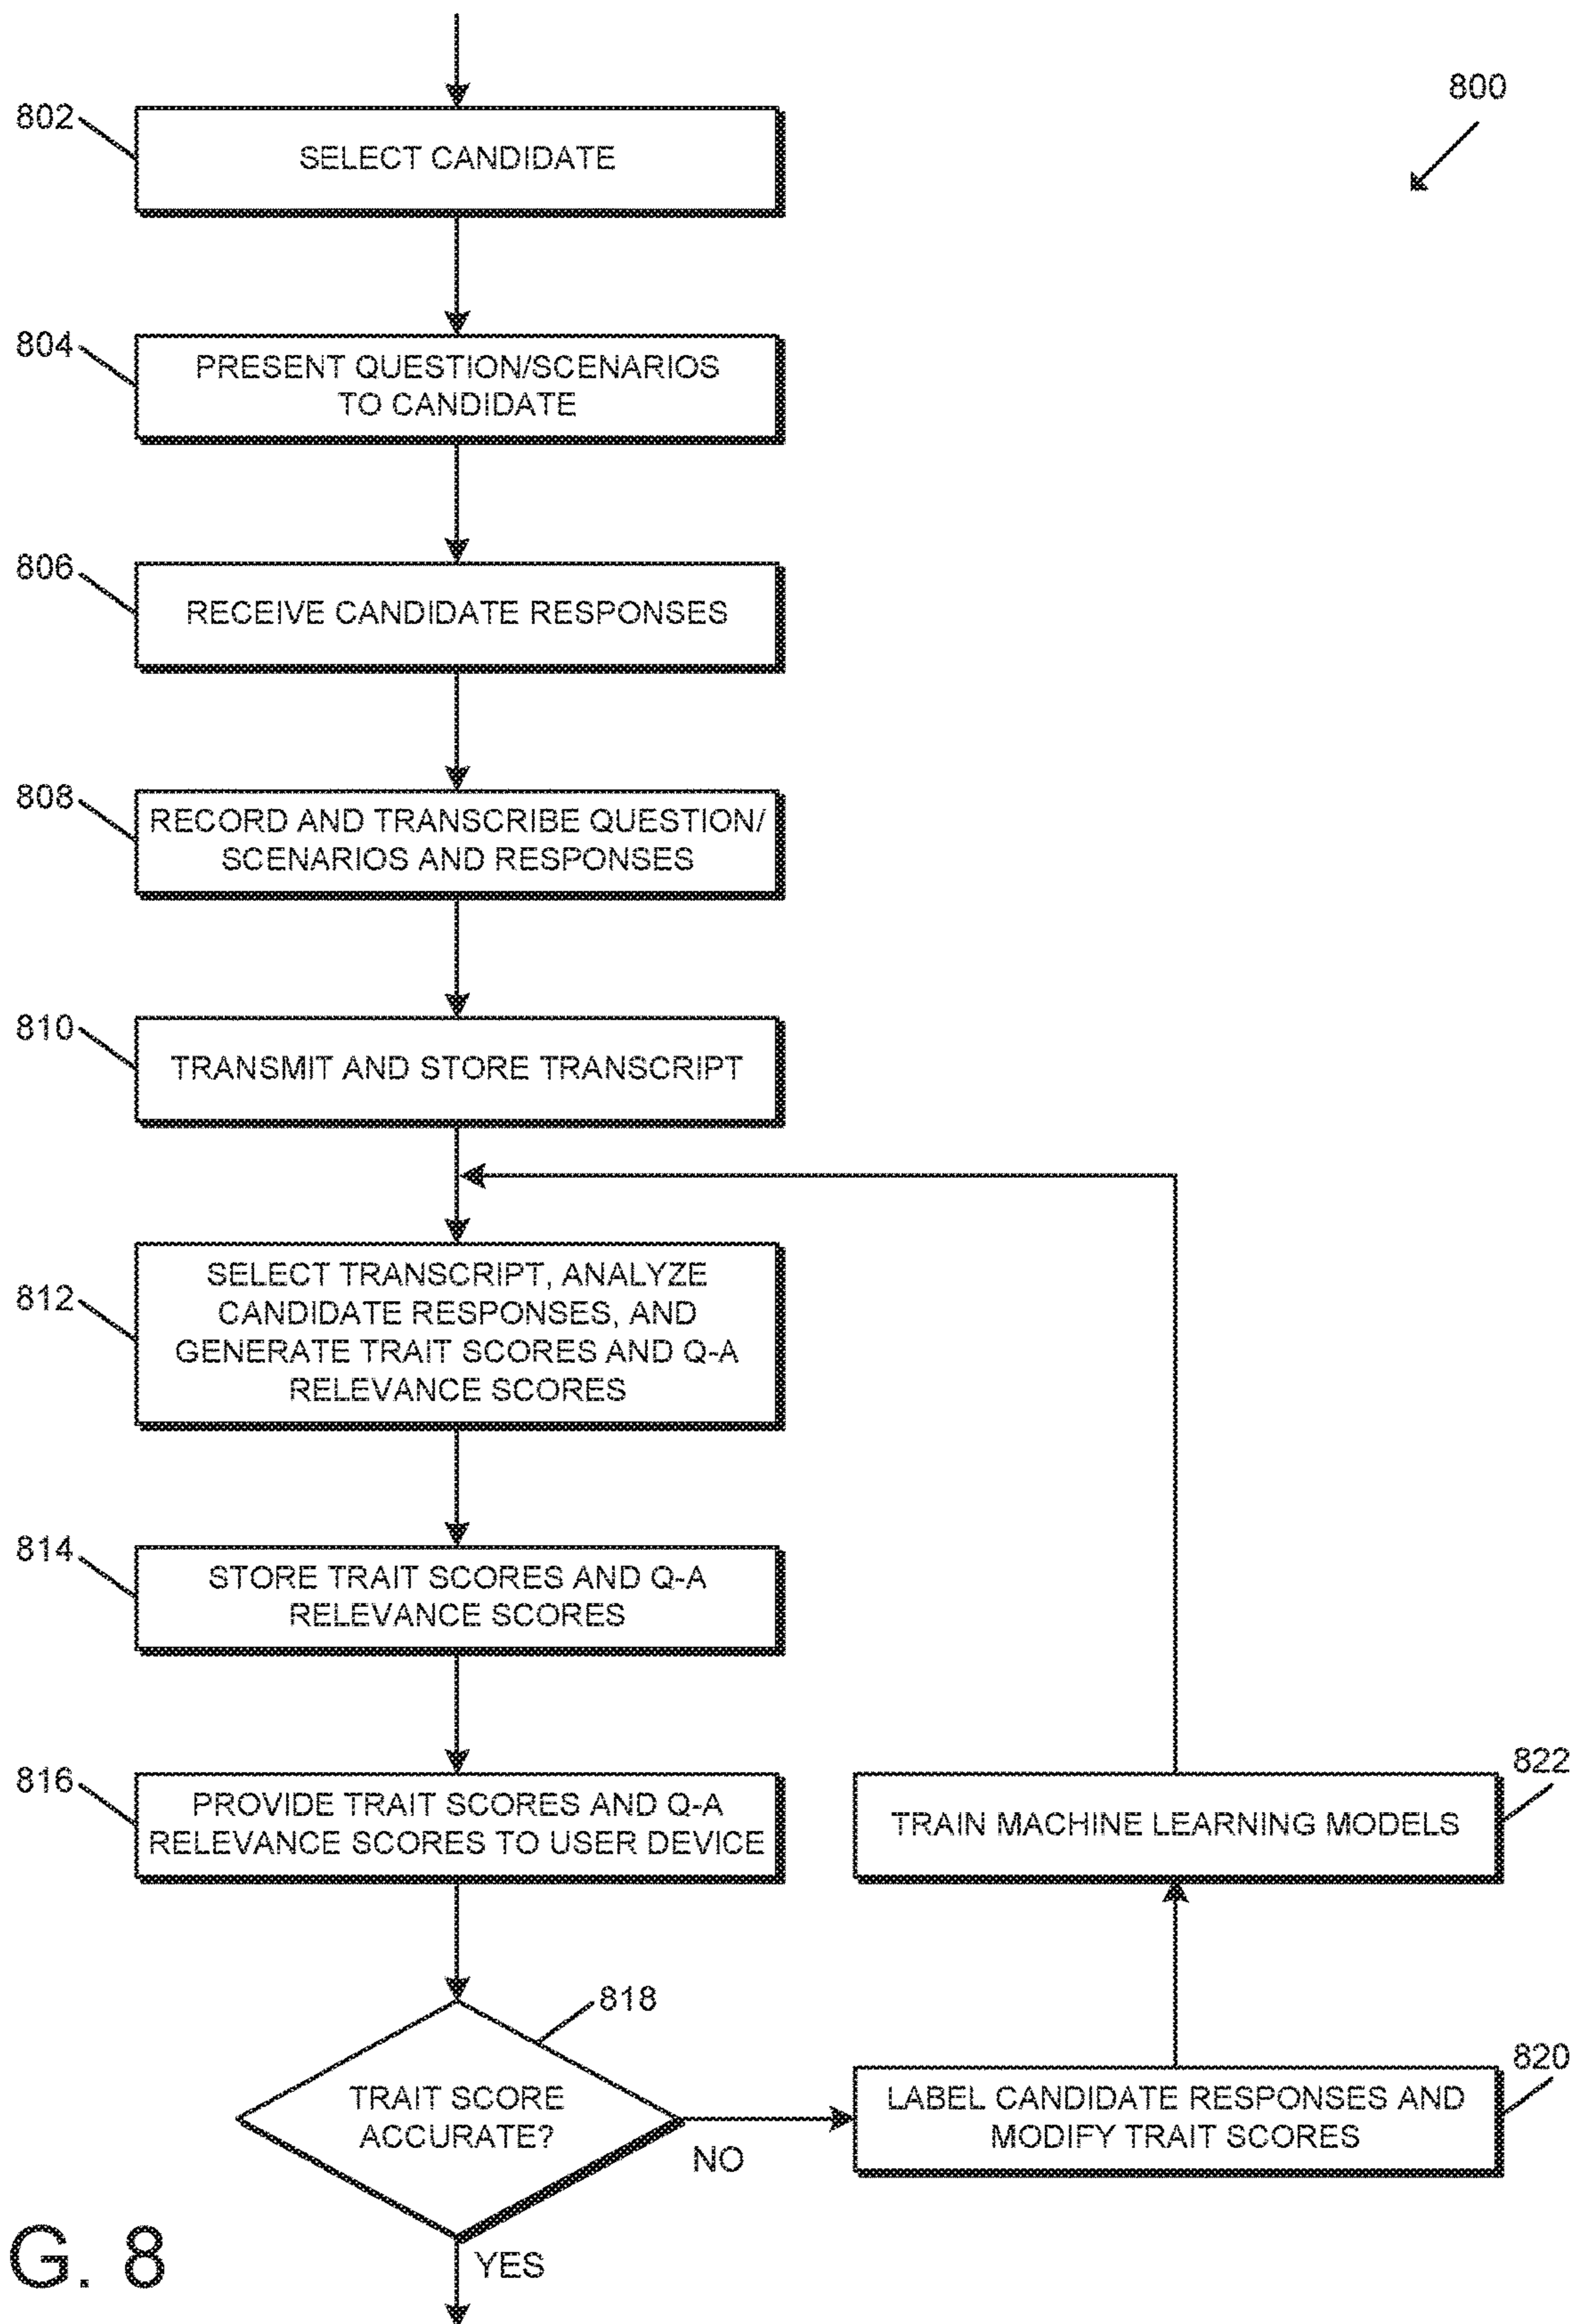 800
802
SELECT CANDIDATE
804
PRESENT QUESTION/SCENARIOS
TO CANDIDATE
806
RECEIVE CANDIDATE RESPONSES
808
RECORD AND TRANSCRIBE QUESTION/
SCENARIOS AND RESPONSES
810
TRANSMIT AND STORE TRANSCRIPT
812
SELECT TRANSCRIPT, ANALYZE
CANDIDATE RESPONSES, AND
GENERATE TRAIT SCORES AND Q-A
RELEVANCE SCORES
814
STORE TRAIT SCORES AND Q-A
RELEVANCE SCORES
816
PROVIDE TRAIT SCORES AND Q-A
RELEVANCE SCORES TO USER DEVICE
822
TRAIN MACHINE LEARNING MODELS
818
TRAIT SCORE
ACCURATE?
NO
820
LABEL CANDIDATE RESPONSES AND
MODIFY TRAIT SCORES
YES
G. 8